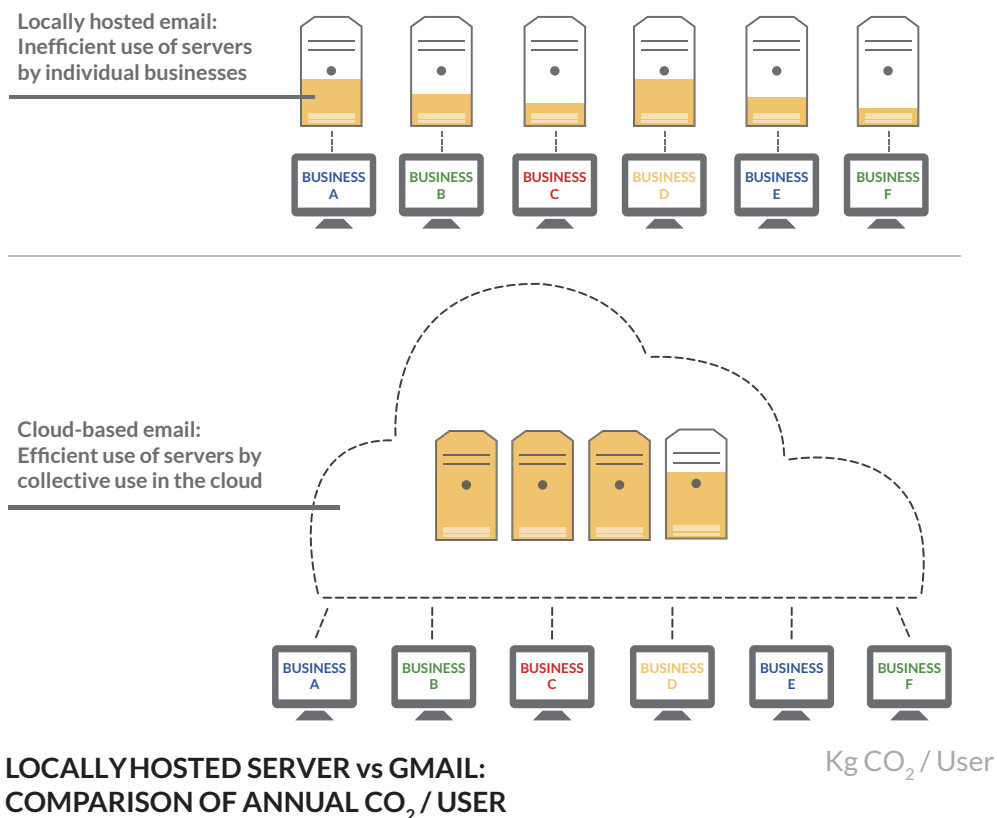 Locally hosted email:
Inefficient use of servers
by individual businesses
BUSINESS
A
BUSINESS
B
BUSINESS
C
BUSINESS
D
BUSINESS
E
BUSINESS
F
Cloud-based email:
Efficient use of servers by
collective use in the cloud
BUSINESS
A
BUSINESS
B
BUSINESS
C
BUSINESS
D
BUSINESS
E
BUSINESS
F
LOCALLY HOSTED SERVER vs GMAIL:
COMPARISON OF ANNUAL CO₂ / USER
Kg CO₂ / User